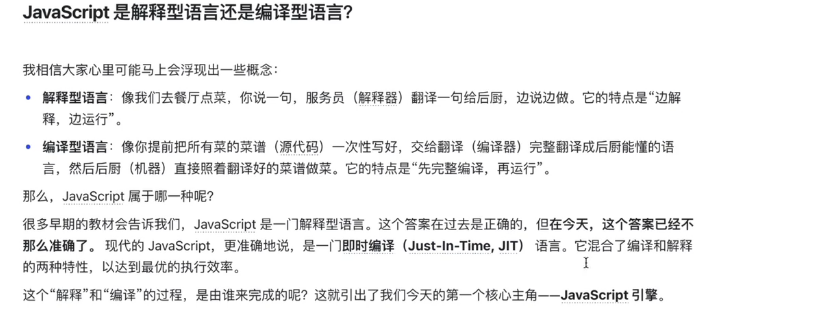 JavaScript 是解释型语言还是编译型语言？
我相信大家心里可能马上会浮现出一些概念：
• 解释型语言：像我们去餐厅点菜，你说一句，服务员（解释器）翻译一句给后厨，边说边做。它的特点是“边解
释，边运行”。
• 编译型语言：像你提前把所有菜的菜谱（源代码）一次性写好，交给翻译（编译器）完整翻译成后厨能懂的语
言，然后后厨（机器）直接照着翻译好的菜谱做菜。它的特点是“先完整编译，再运行”。
那么，JavaScript 属于哪一种呢？
很多早期的教材会告诉我们，JavaScript 是一门解释型语言。这个答案在过去是正确的，但在今天，这个答案已经不
那么准确了。 现代的 JavaScript，更准确地说，是一门即时编译（Just-In-Time, JIT） 语言。它混合了编译和解释
的两种特性，以达到最优的执行效率。
这个“解释”和“编译”的过程，是由谁来完成的呢？这就引出了我们今天的第一个核心主角——JavaScript 引擎。